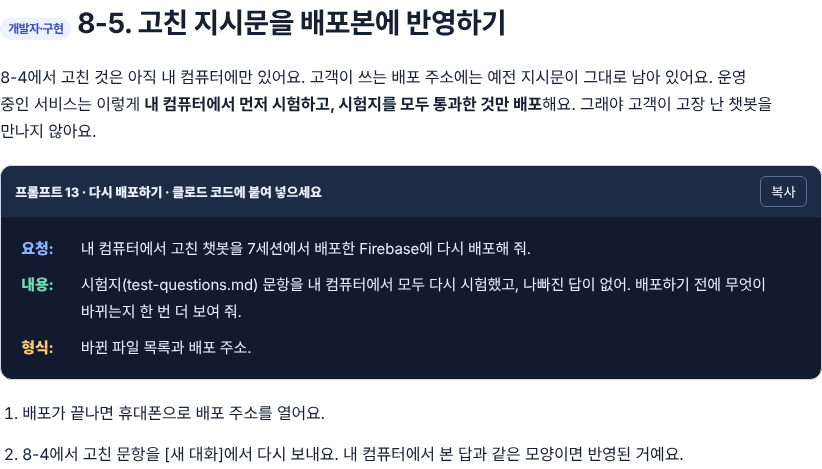 개발자·구현 8-5. 고친 지시문을 배포본에 반영하기
8-4에서 고친 것은 아직 내 컴퓨터에만 있어요. 고객이 쓰는 배포 주소에는 예전 지시문이 그대로 남아 있어요. 운영
중인 서비스는 이렇게 내 컴퓨터에서 먼저 시험하고, 시험지를 모두 통과한 것만 배포해요. 그래야 고객이 고장 난 챗봇을
만나지 않아요.
프롬프트 13 · 다시 배포하기 · 클로드 코드에 붙여 넣으세요 복사
요청: 내 컴퓨터에서 고친 챗봇을 7세션에서 배포한 Firebase에 다시 배포해 줘.
내용: 시험지(test-questions.md) 문항을 내 컴퓨터에서 모두 다시 시험했고, 나빠진 답이 없어. 배포하기 전에 무엇이
바뀌는지 한 번 더 보여 줘.
형식: 바뀐 파일 목록과 배포 주소.
1. 배포가 끝나면 휴대폰으로 배포 주소를 열어요.
2. 8-4에서 고친 문항을 [새 대화]에서 다시 보내요. 내 컴퓨터에서 본 답과 같은 모양이면 반영된 거예요.